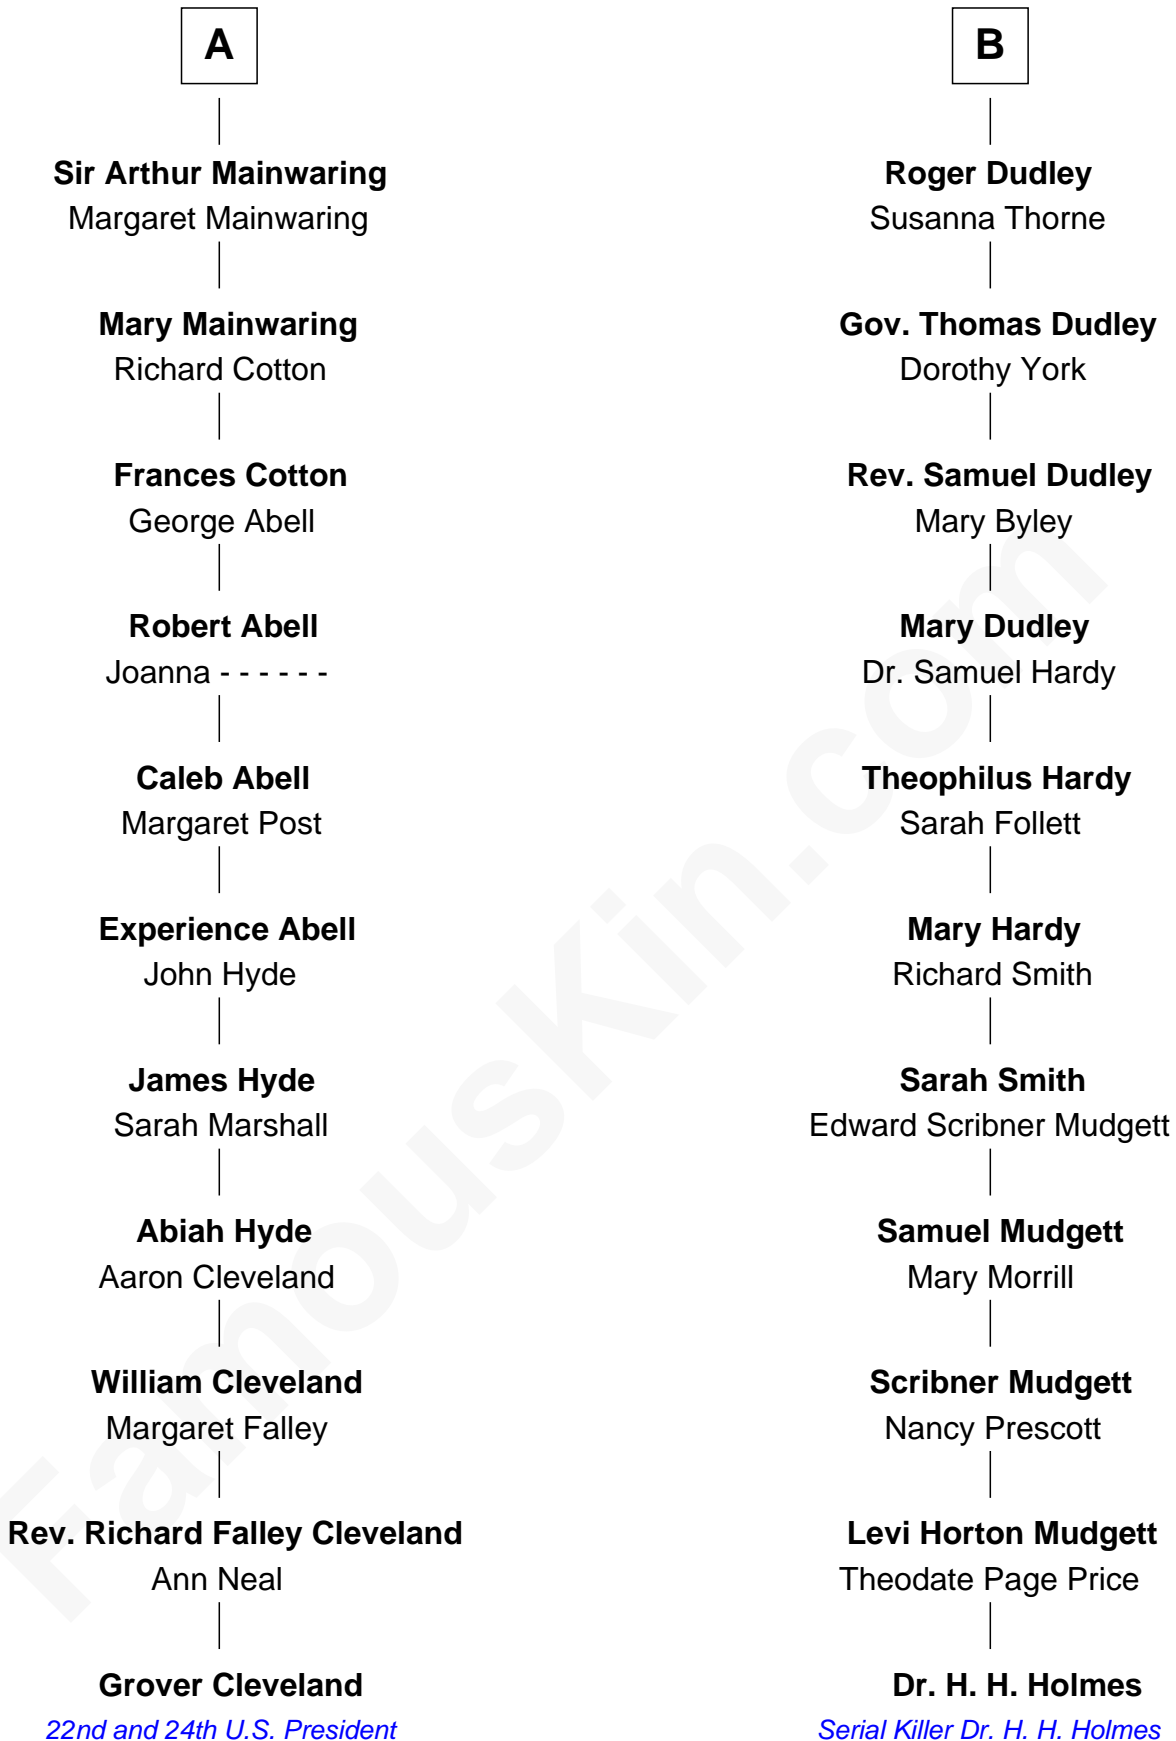 A
Sir Arthur Mainwaring
Margaret Mainwaring
Mary Mainwaring
Richard Cotton
Frances Cotton
George Abell
Robert Abell
Joanna - - - - - -
Caleb Abell
Margaret Post
Experience Abell
John Hyde
James Hyde
Sarah Marshall
Abiah Hyde
Aaron Cleveland
William Cleveland
Margaret Falley
Rev. Richard Falley Cleveland
Ann Neal
Grover Cleveland
22nd and 24th U.S. President
B
Roger Dudley
Susanna Thorne
Gov. Thomas Dudley
Dorothy York
Rev. Samuel Dudley
Mary Byley
Mary Dudley
Dr. Samuel Hardy
Theophilus Hardy
Sarah Follett
Mary Hardy
Richard Smith
Sarah Smith
Edward Scribner Mudgett
Samuel Mudgett
Mary Morrill
Scribner Mudgett
Nancy Prescott
Levi Horton Mudgett
Theodate Page Price
Dr. H. H. Holmes
Serial Killer Dr. H. H. Holmes
FamousKin.com